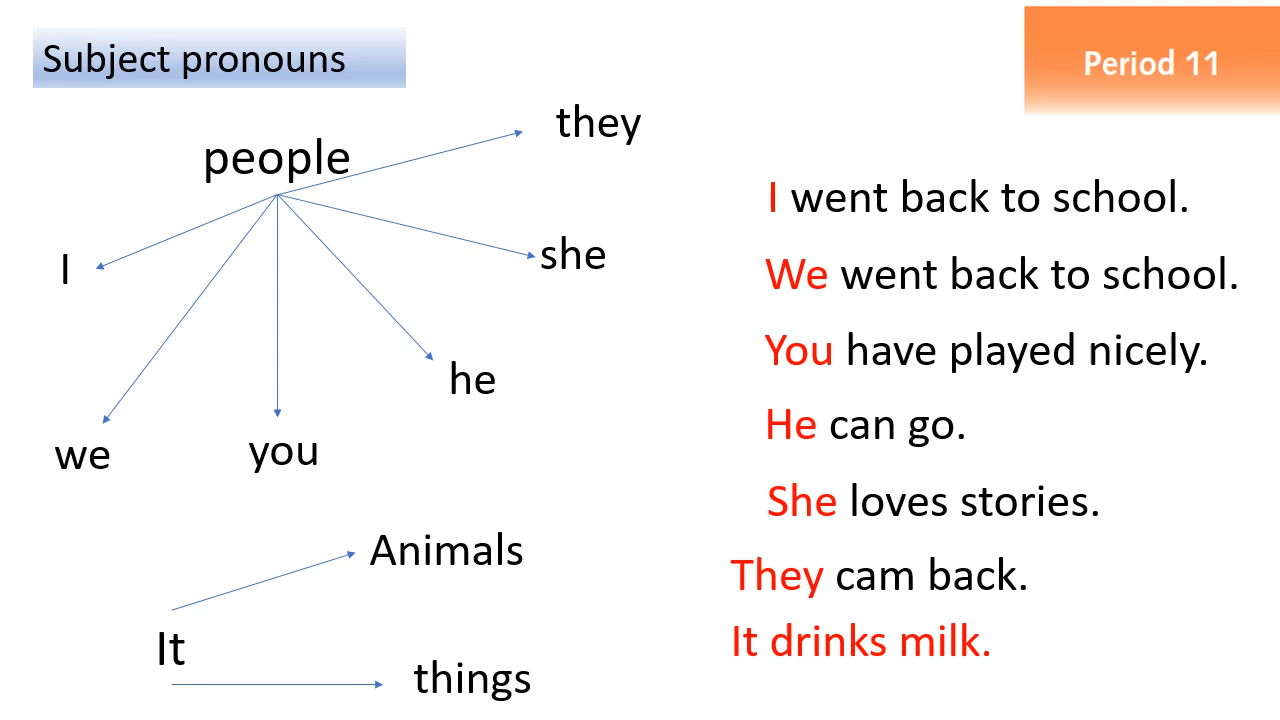 Subject pronouns
Period 11
people
they
I
she
he
we
you
Animals
It
things
I went back to school.
We went back to school.
You have played nicely.
He can go.
She loves stories.
They cam back.
It drinks milk.